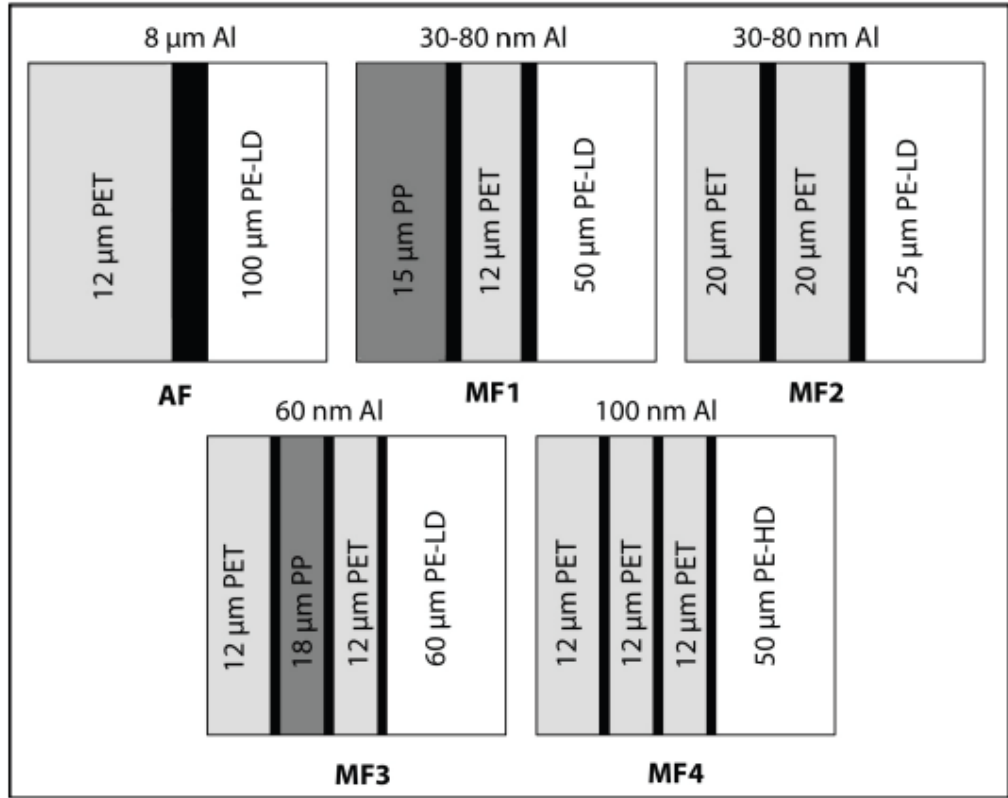 8 µm Al
12 µm PET
100 µm PE-LD
AF
30-80 nm Al
15 µm PP
12 µm PET
50 µm PE-LD
MF1
30-80 nm Al
20 µm PET
20 µm PET
25 µm PE-LD
MF2
60 nm Al
12 µm PET
18 µm PP
12 µm PET
60 µm PE-LD
MF3
100 nm Al
12 µm PET
12 µm PET
12 µm PET
50 µm PE-HD
MF4